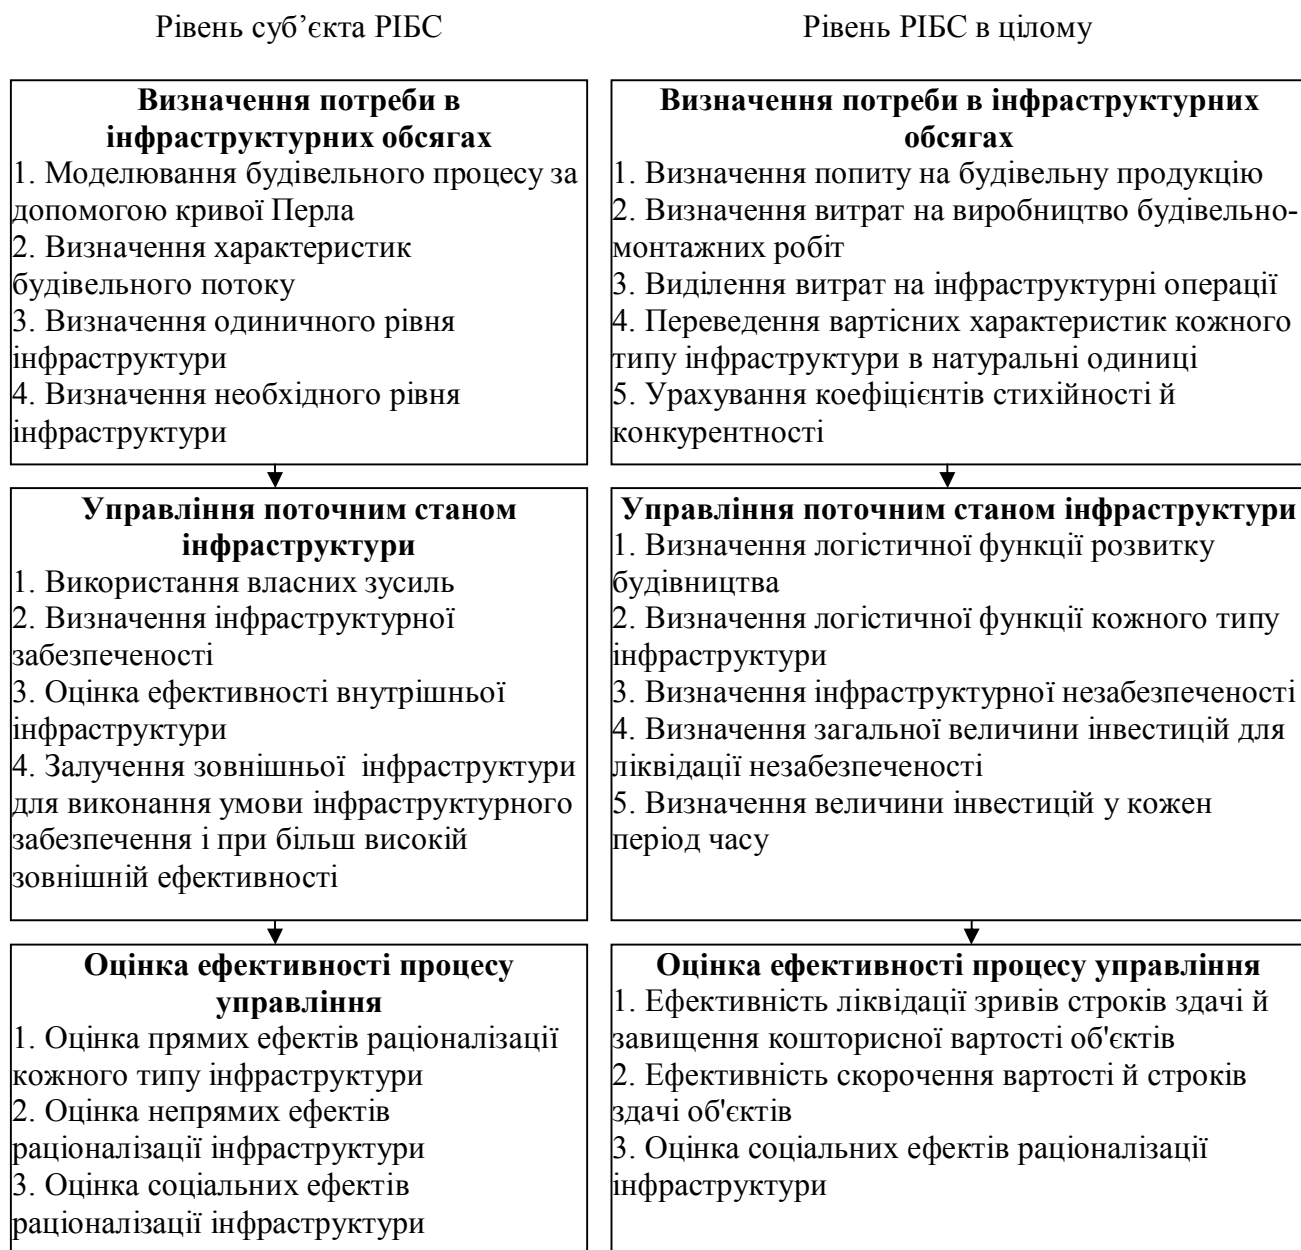 Рівень суб’єкта РІБС
Визначення потреби в
інфраструктурних обсягах
1. Моделювання будівельного процесу за
допомогою кривої Перла
2. Визначення характеристик
будівельного потоку
3. Визначення одиничного рівня
інфраструктури
4. Визначення необхідного рівня
інфраструктури
Управління поточним станом
інфраструктури
1. Використання власних зусиль
2. Визначення інфраструктурної
забезпеченості
3. Оцінка ефективності внутрішньої
інфраструктури
4. Залучення зовнішньої інфраструктури
для виконання умови інфраструктурного
забезпечення і при більш високій
зовнішній ефективності
Оцінка ефективності процесу
управління
1. Оцінка прямих ефектів раціоналізації
кожного типу інфраструктури
2. Оцінка непрямих ефектів
раціоналізації інфраструктури
3. Оцінка соціальних ефектів
раціоналізації інфраструктури
Рівень РІБС в цілому
Визначення потреби в інфраструктурних
обсягах
1. Визначення попиту на будівельну продукцію
2. Визначення витрат на виробництво будівельно-
монтажних робіт
3. Виділення витрат на інфраструктурні операції
4. Переведення вартісних характеристик кожного
типу інфраструктури в натуральні одиниці
5. Урахування коефіцієнтів стихійності й
конкурентності
Управління поточним станом інфраструктури
1. Визначення логістичної функції розвитку
будівництва
2. Визначення логістичної функції кожного типу
інфраструктури
3. Визначення інфраструктурної незабезпеченості
4. Визначення загальної величини інвестицій для
ліквідації незабезпеченості
5. Визначення величини інвестицій у кожен
період часу
Оцінка ефективності процесу управління
1. Ефективність ліквідації зривів строків здачі й
завищення кошторисної вартості об'єктів
2. Ефективність скорочення вартості й строків
здачі об'єктів
3. Оцінка соціальних ефектів раціоналізації
інфраструктури